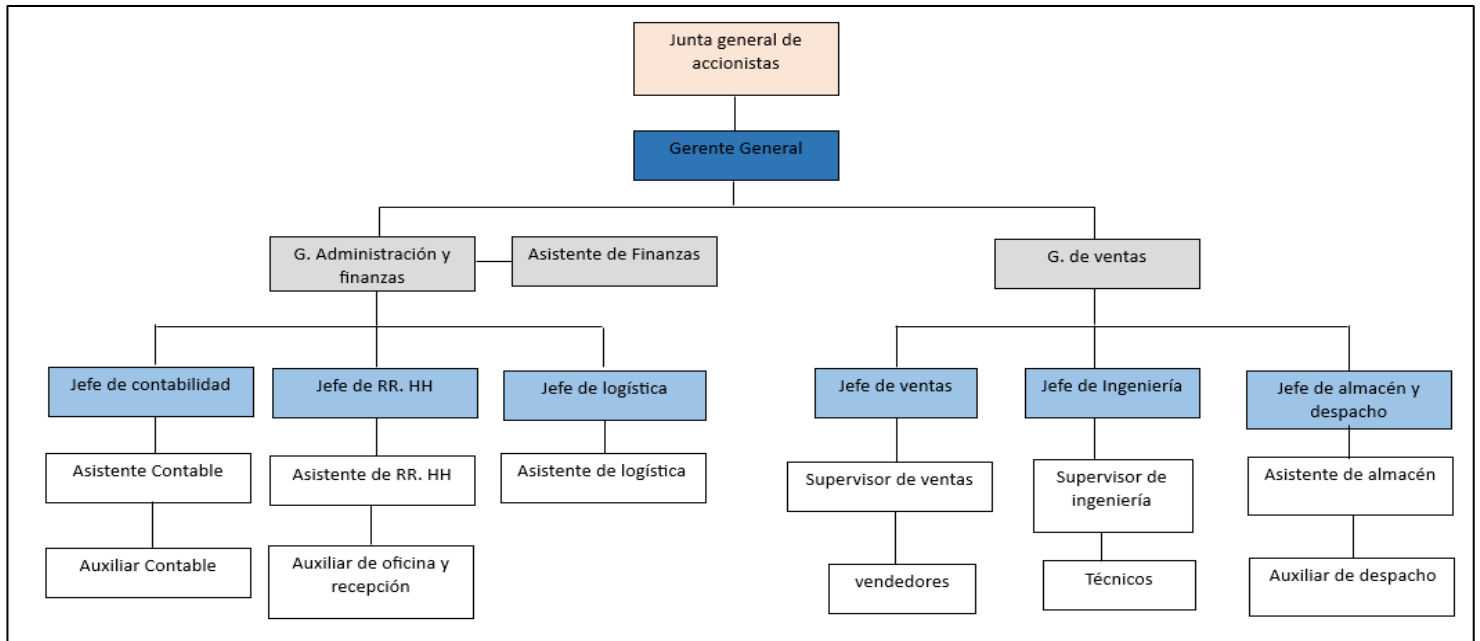 Junta general de
accionistas
Gerente General
G. Administración y
finanzas
Asistente de Finanzas
G. de ventas
Jefe de contabilidad
Jefe de RR. HH
Jefe de logística
Jefe de ventas
Jefe de Ingeniería
Jefe de almacén y
despacho
Asistente Contable
Asistente de RR. HH
Asistente de logística
Supervisor de ventas
Supervisor de
ingeniería
Asistente de almacén
Auxiliar Contable
Auxiliar de oficina y
recepción
vendedores
Técnicos
Auxiliar de despacho